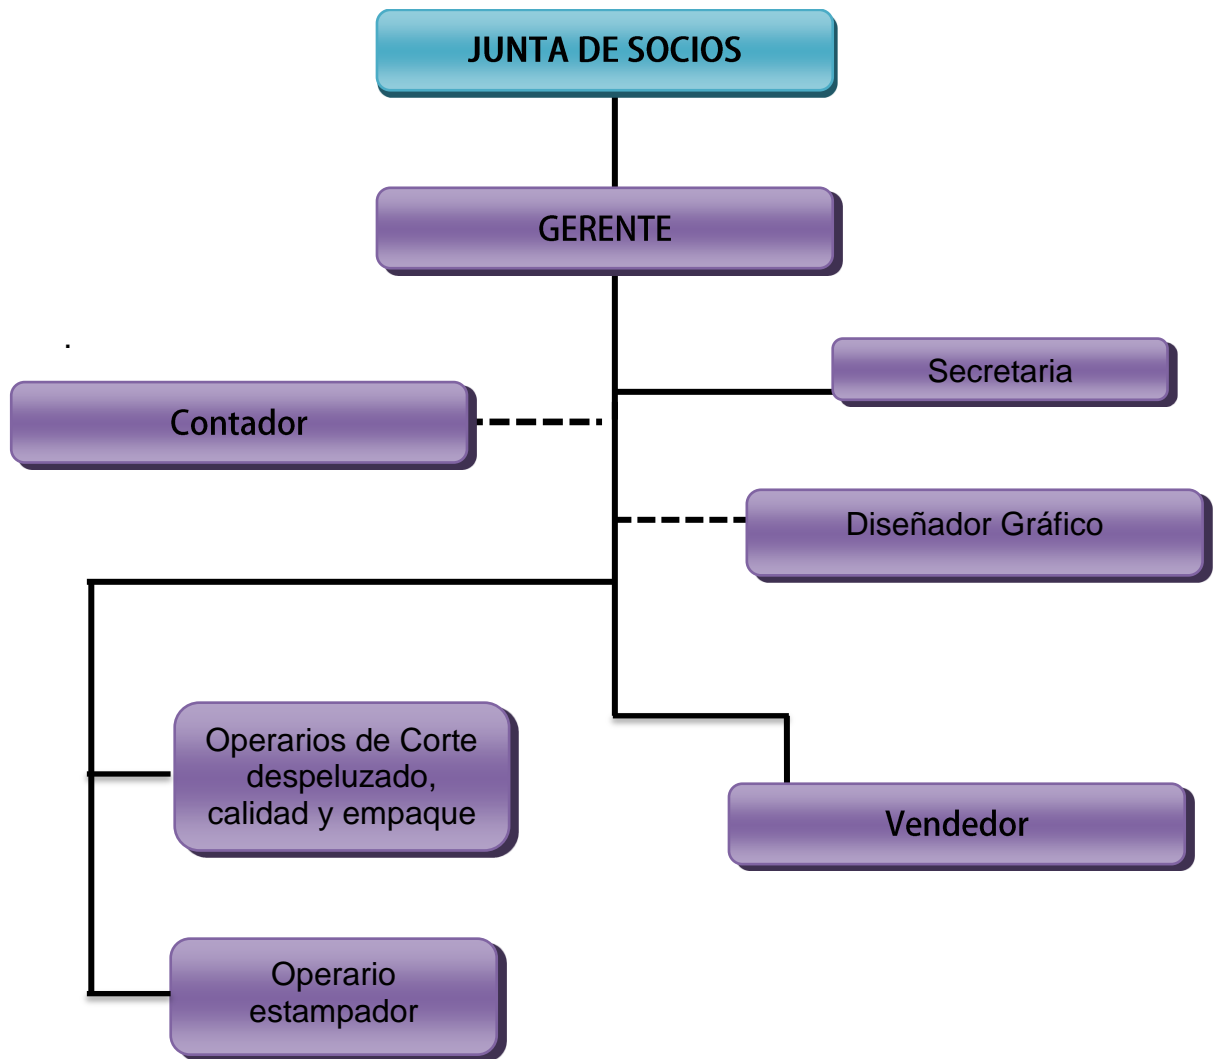 JUNTA DE SOCIOS
GERENTE
.
Secretaria
Contador
Diseñador Gráfico
Operarios de Corte
despeluzado,
calidad y empaque
Vendedor
Operario
estampador